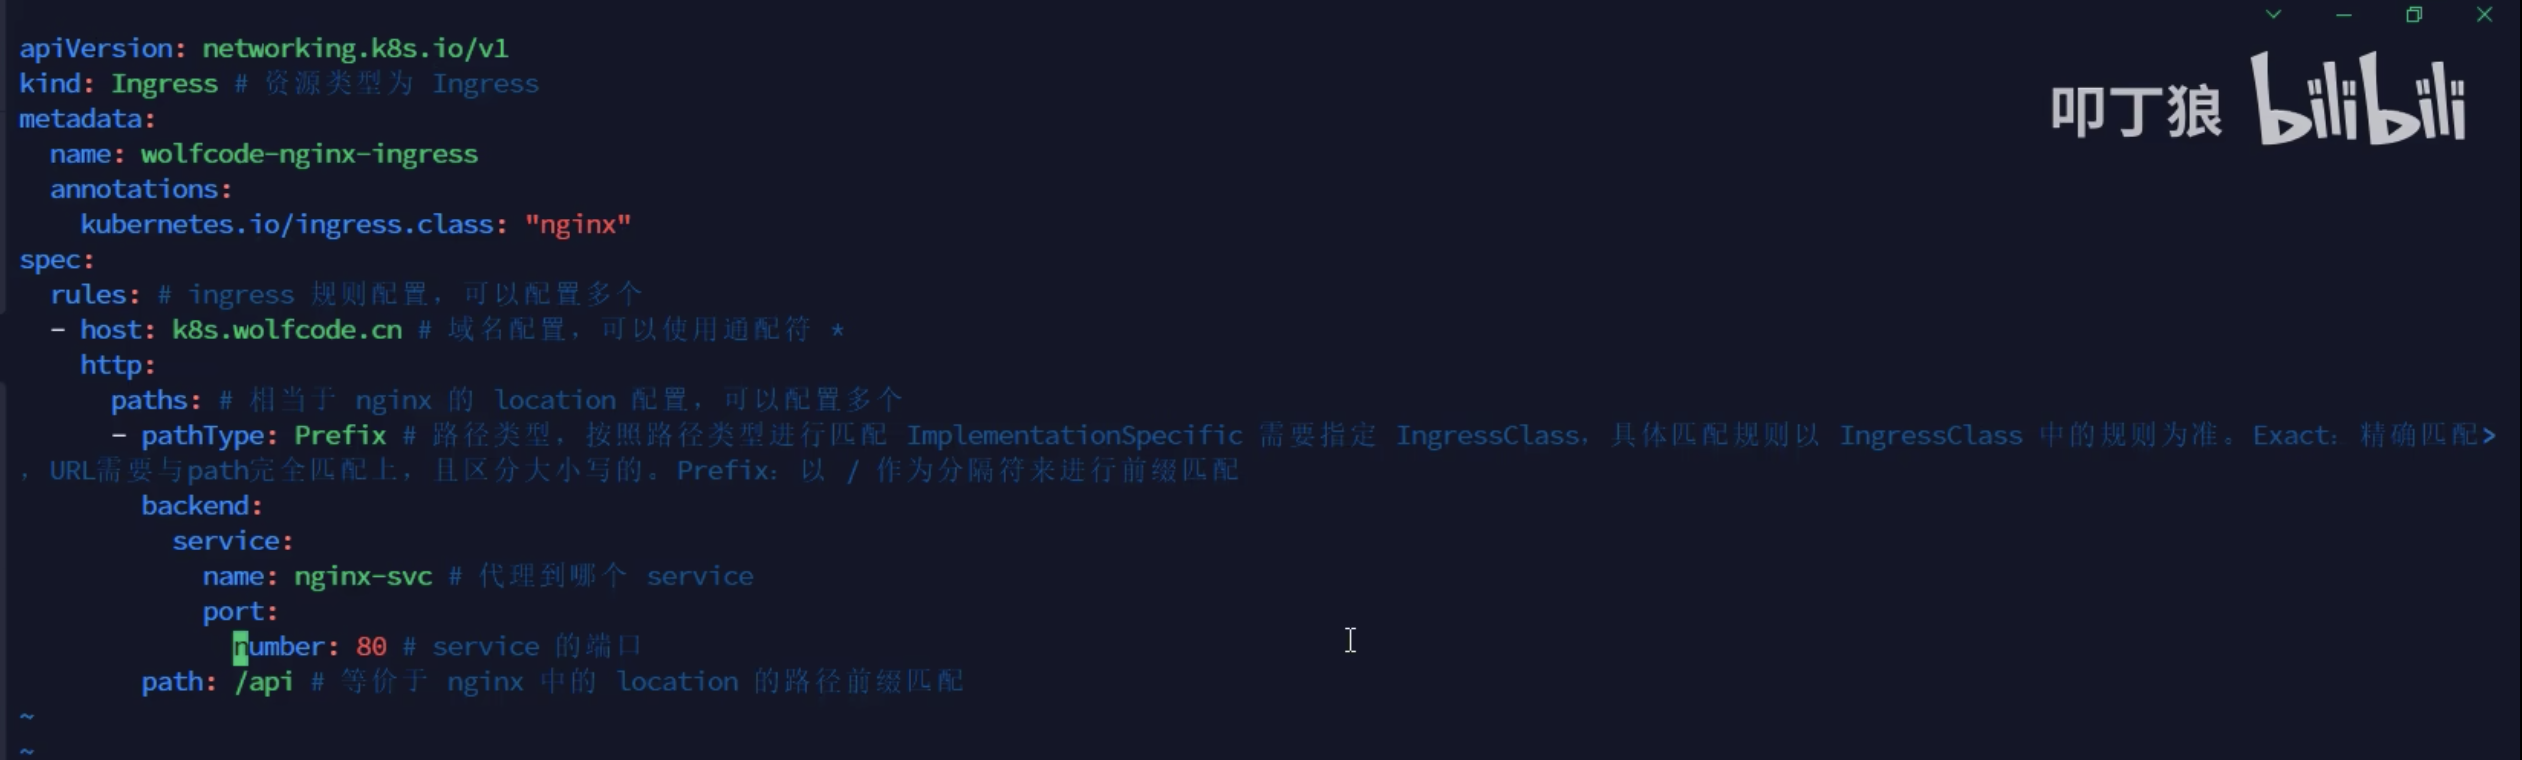 叩丁狼 bilibili
apiVersion: networking.k8s.io/v1
kind: Ingress # 资源类型为 Ingress
metadata:
  name: wolfcode-nginx-ingress
  annotations:
    kubernetes.io/ingress.class: "nginx"
spec:
  rules: # ingress 规则配置，可以配置多个
  - host: k8s.wolfcode.cn # 域名配置，可以使用通配符 *
    http:
      paths: # 相当于 nginx 的 location 配置，可以配置多个
      - pathType: Prefix # 路径类型，按照路径类型进行匹配 ImplementationSpecific 需要指定 IngressClass，具体匹配规则以 IngressClass 中的规则为准。Exact：精确匹配>
，URL需要与path完全匹配上，且区分大小写的。Prefix：以 / 作为分隔符来进行前缀匹配
        backend:
          service:
            name: nginx-svc # 代理到哪个 service
            port:
              number: 80 # service 的端口
        path: /api # 等价于 nginx 中的 location 的路径前缀匹配
~
~